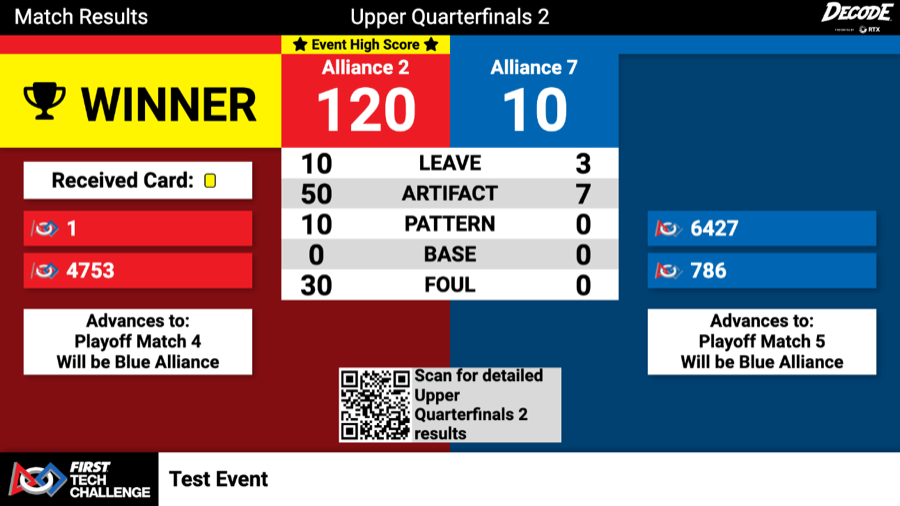 Match Results
Upper Quarterfinals 2
DECODE
★ Event High Score ★
WINNER
Alliance 2
120
Alliance 7
10
10 LEAVE 3
50 ARTIFACT 7
10 PATTERN 0
0 BASE 0
30 FOUL 0
Received Card:
1
4753
Advances to:
Playoff Match 4
Will be Blue Alliance
6427
786
Advances to:
Playoff Match 5
Will be Blue Alliance
Scan for detailed
Upper
Quarterfinals 2
results
FIRST
TECH
CHALLENGE
Test Event